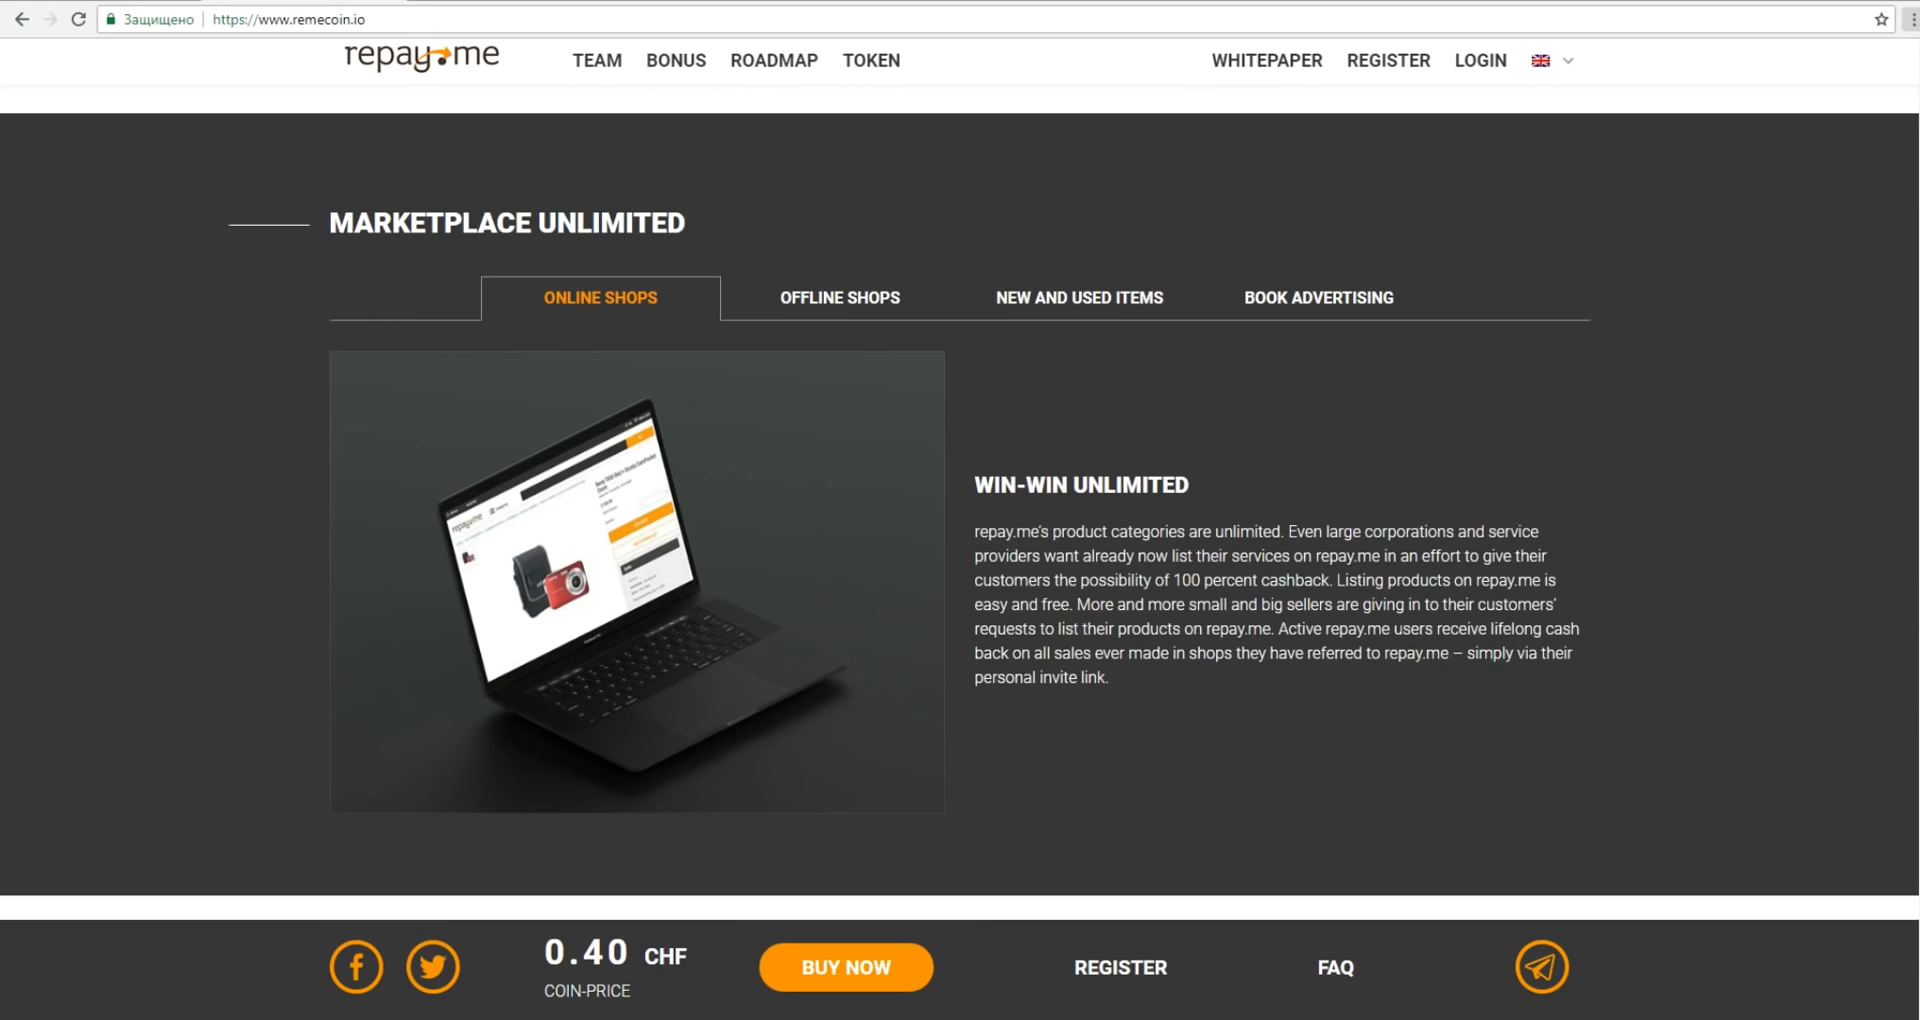 Защищено | https://www.remecoin.io
repay.me TEAM BONUS ROADMAP TOKEN WHITEPAPER REGISTER LOGIN
MARKETPLACE UNLIMITED
ONLINE SHOPS OFFLINE SHOPS NEW AND USED ITEMS BOOK ADVERTISING
repay.me
WIN-WIN UNLIMITED
repay.me's product categories are unlimited. Even large corporations and service
providers want already now list their services on repay.me in an effort to give their
customers the possibility of 100 percent cashback. Listing products on repay.me is
easy and free. More and more small and big sellers are giving in to their customers'
requests to list their products on repay.me. Active repay.me users receive lifelong cash
back on all sales ever made in shops they have referred to repay.me – simply via their
personal invite link.
0.40 CHF
COIN-PRICE
BUY NOW
REGISTER
FAQ